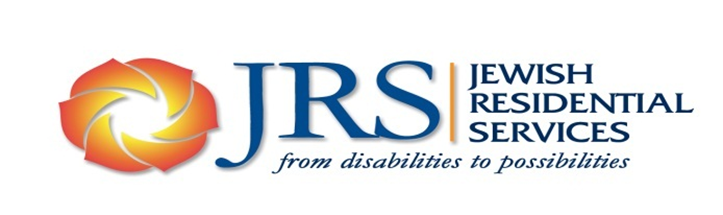 JRS
JEWISH
RESIDENTIAL
SERVICES
from disabilities to possibilities